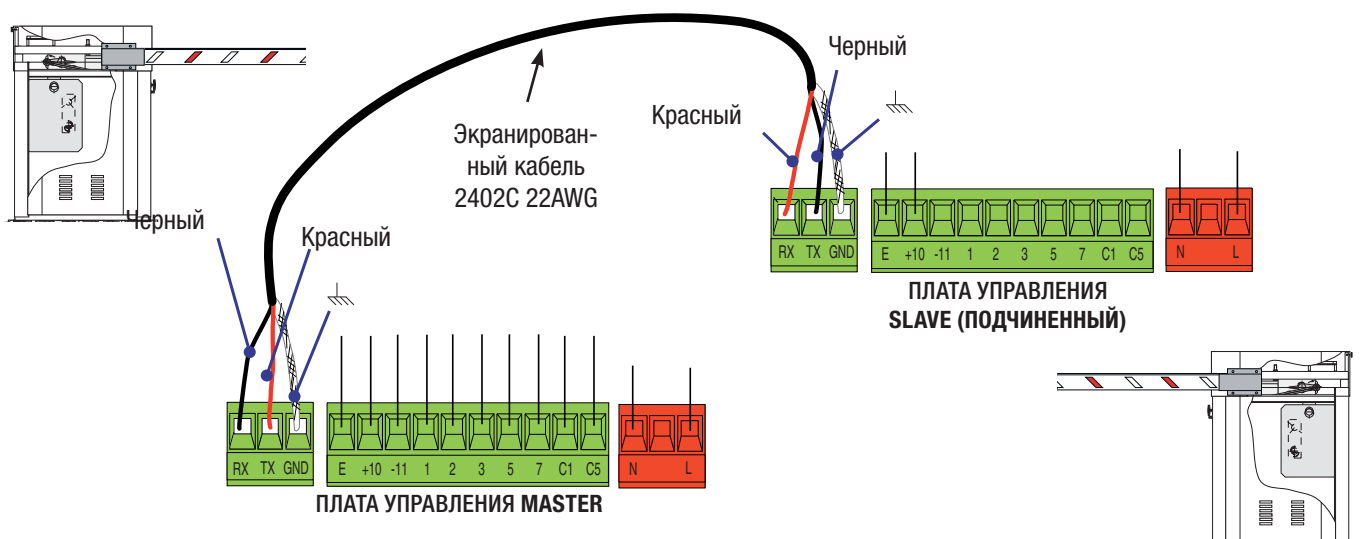 Черный
Красный
Экранирован-
ный кабель
2402C 22AWG
RX TX GND
E +10 -11 1 2 3 5 7 C1 C5
N L
ПЛАТА УПРАВЛЕНИЯ
SLAVE (ПОДЧИНЕННЫЙ)
Черный
Красный
RX TX GND
E +10 -11 1 2 3 5 7 C1 C5
N L
ПЛАТА УПРАВЛЕНИЯ MASTER